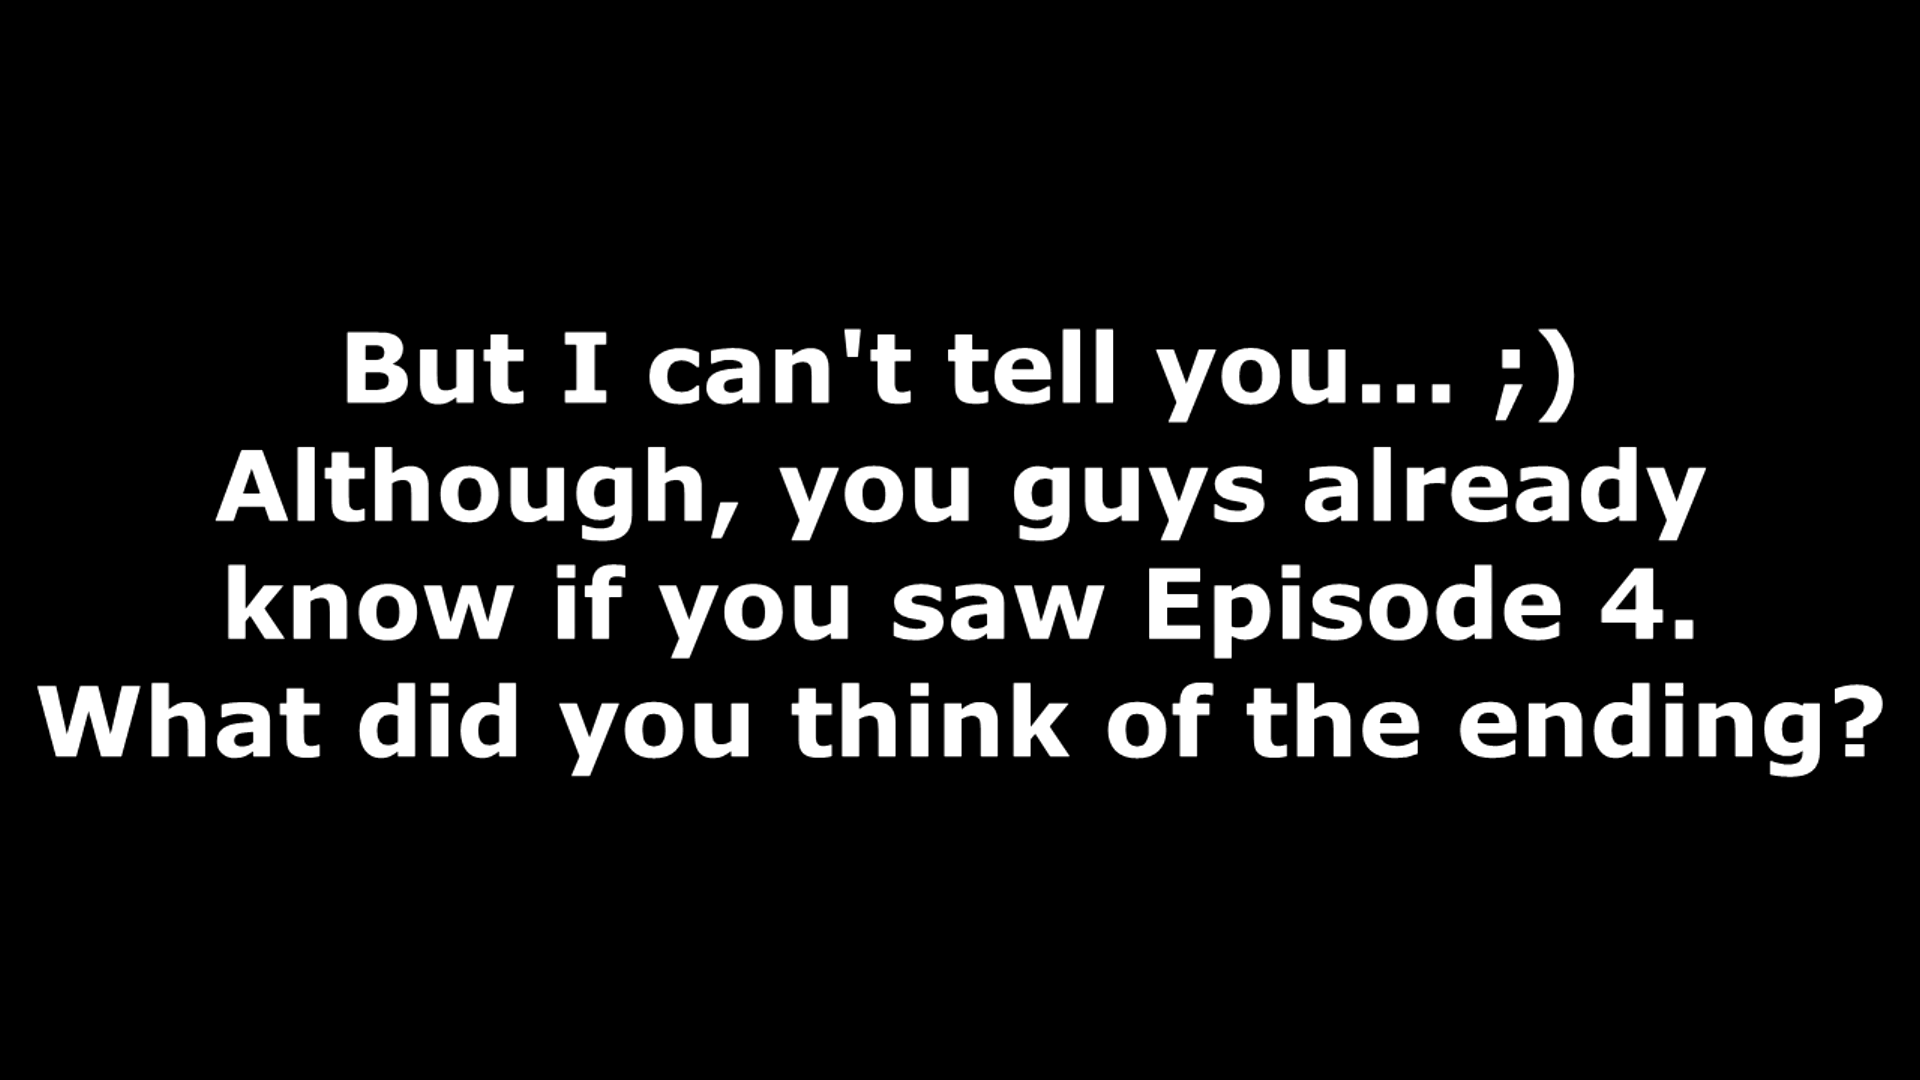 But I can't tell you... ;)
Although, you guys already
know if you saw Episode 4.
What did you think of the ending?